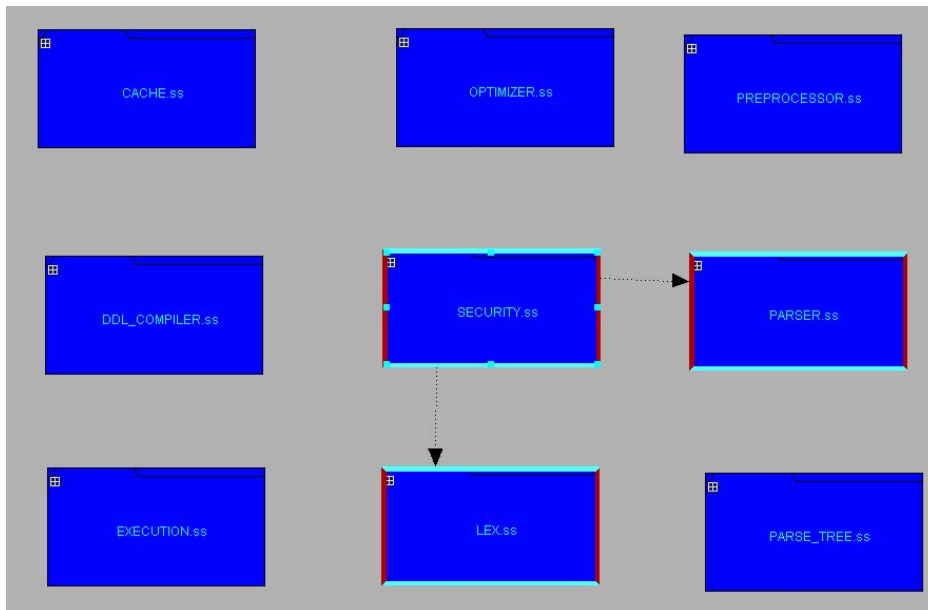 CACHE.ss
OPTIMIZER.ss
PREPROCESSOR.ss
DDL_COMPILER.ss
SECURITY.ss
PARSER.ss
EXECUTION.ss
LEX.ss
PARSE_TREE.ss